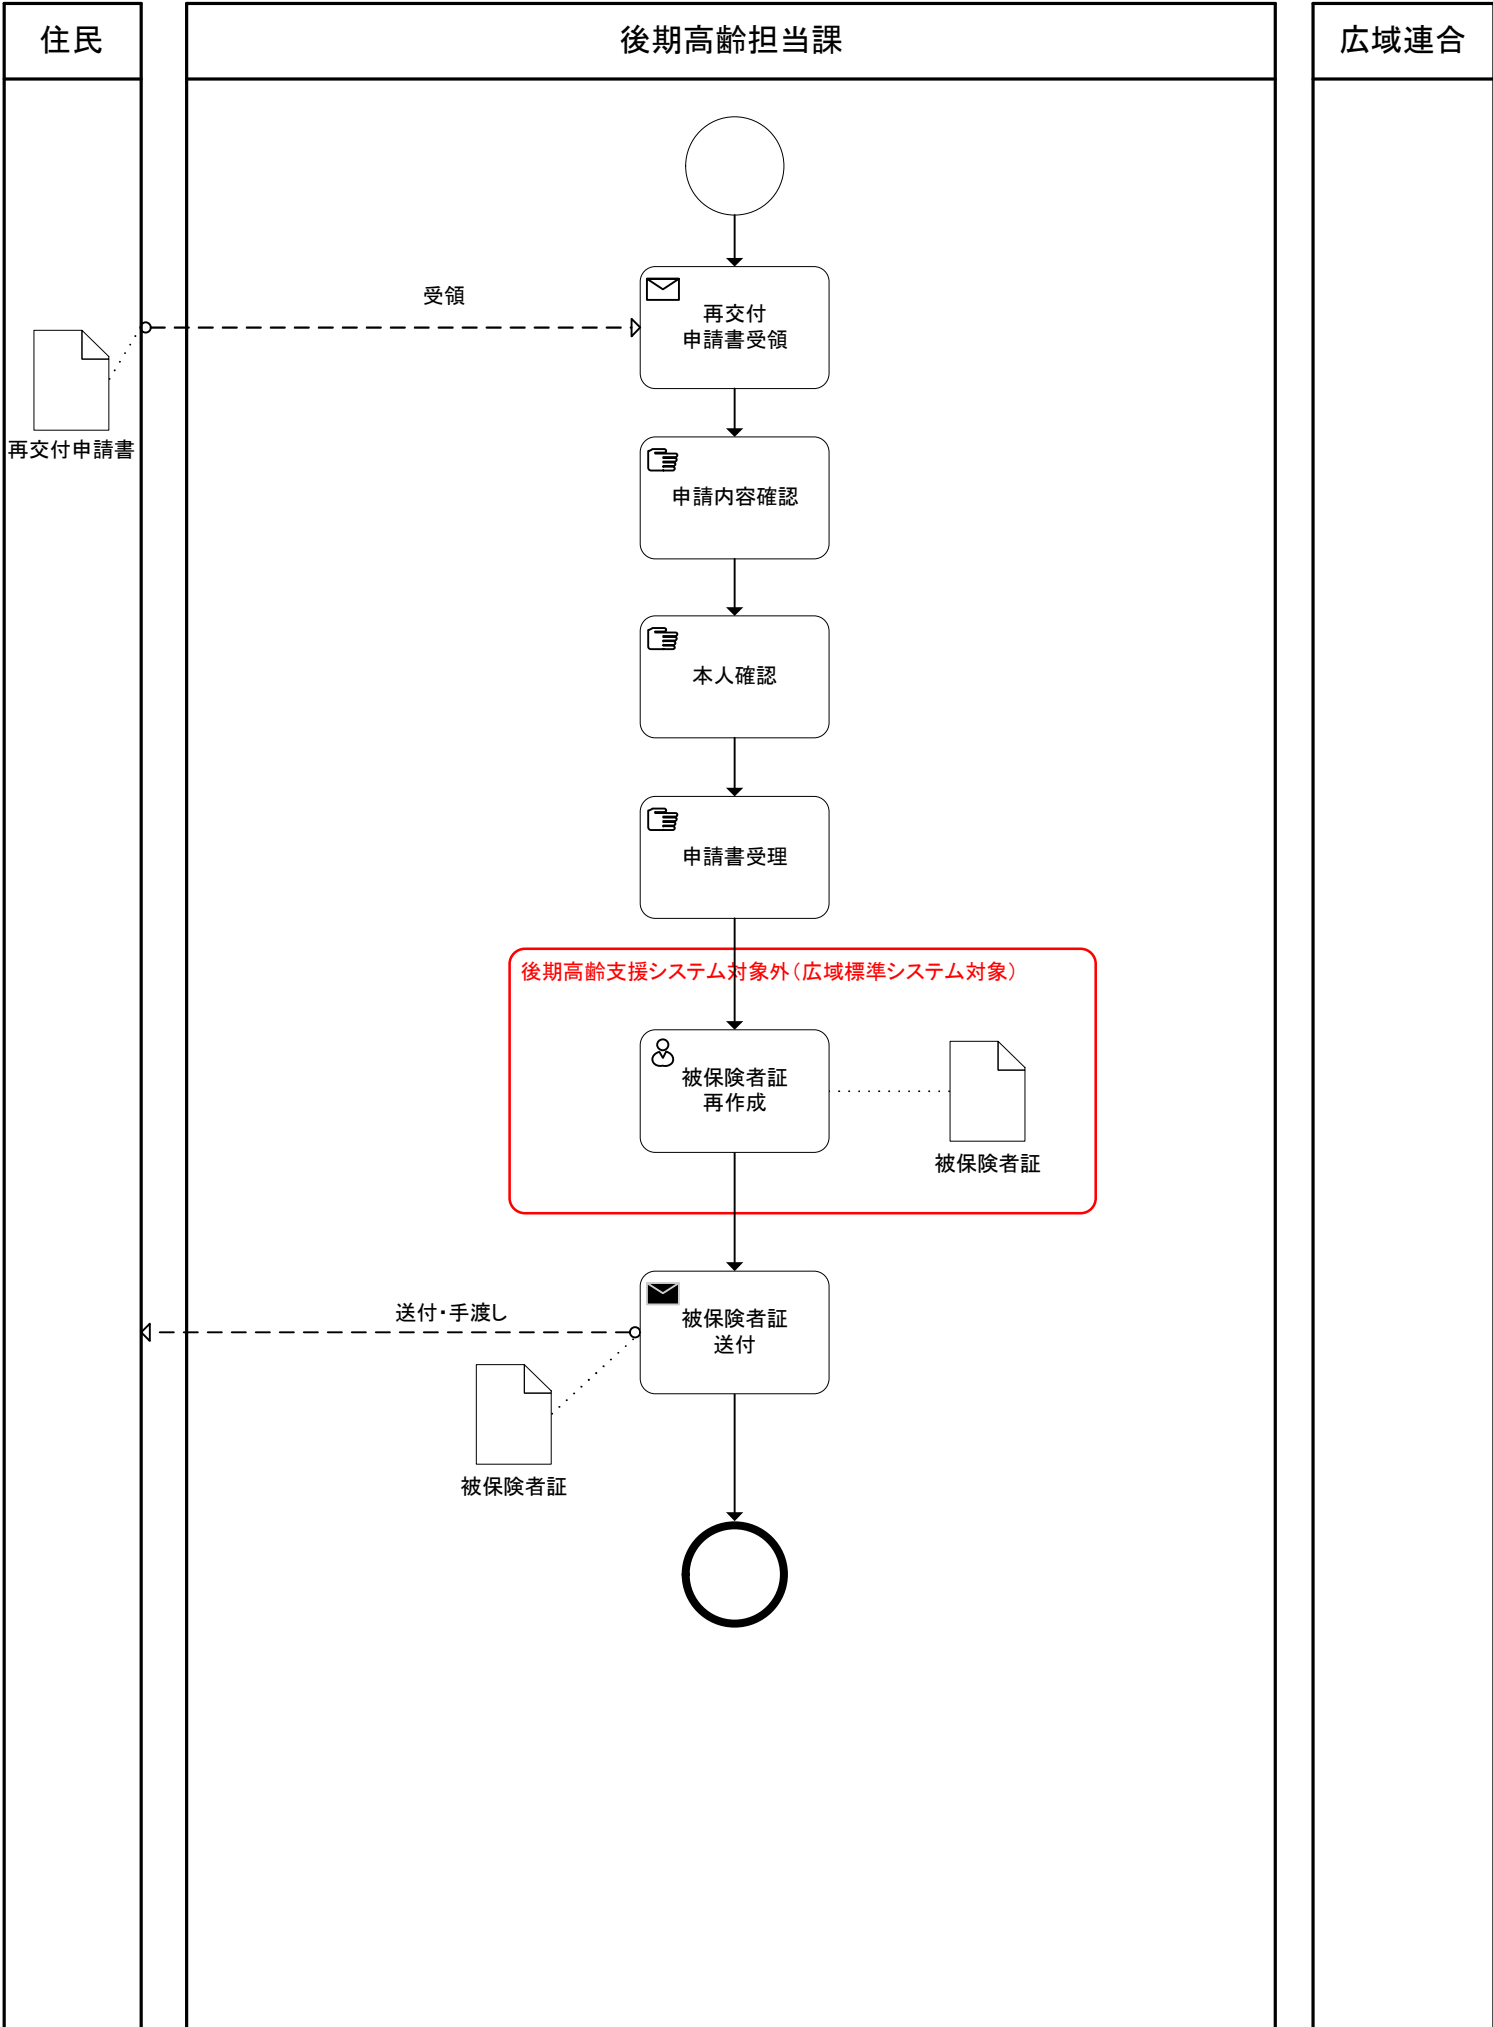 住民
後期高齢担当課
広域連合
受領
再交付
申請書受領
再交付申請書
申請内容確認
本人確認
申請書受理
後期高齢支援システム対象外（広域標準システム対象）
被保険者証
再作成
被保険者証
送付・手渡し
被保険者証
送付
被保険者証